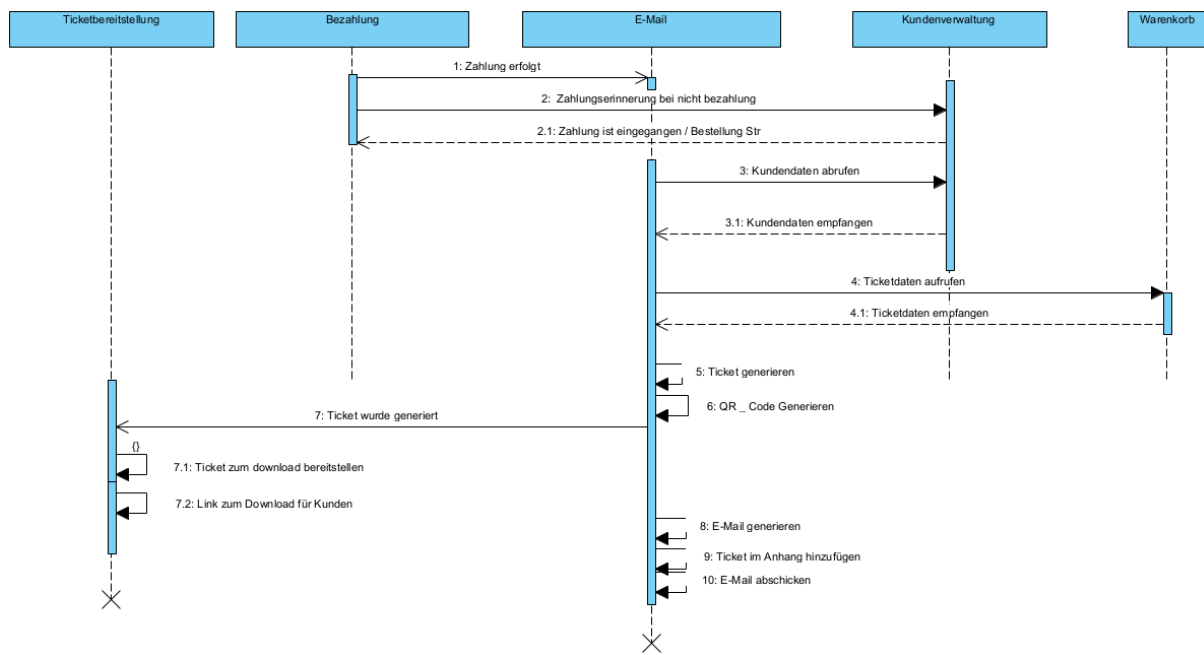 Ticketbereitstellung
Bezahlung
E-Mail
Kundenverwaltung
Warenkorb
1: Zahlung erfolgt
2: Zahlungserinnerung bei nicht bezahlung
2.1: Zahlung ist eingegangen / Bestellung Str
3: Kundendaten abrufen
3.1: Kundendaten empfangen
4: Ticketdaten aufrufen
4.1: Ticketdaten empfangen
5: Ticket generieren
6: QR _ Code Generieren
7: Ticket wurde generiert
{}
7.1: Ticket zum download bereitstellen
7.2: Link zum Download für Kunden
8: E-Mail generieren
9: Ticket im Anhang hinzufügen
10: E-Mail abschicken